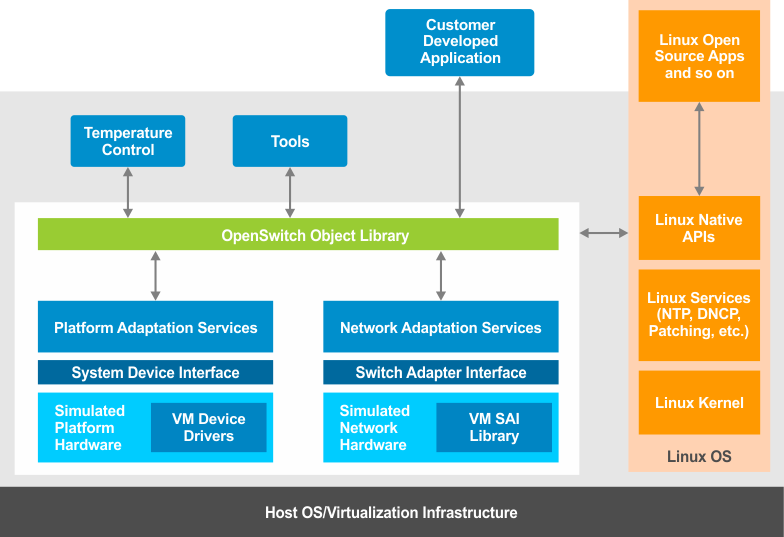 Customer
Developed
Application
Linux Open
Source Apps
and so on
Temperature
Control
Tools
OpenSwitch Object Library
Linux Native
APIs
Platform Adaptation Services
Network Adaptation Services
Linux Services
(NTP, DNCP,
Patching, etc.)
System Device Interface
Switch Adapter Interface
Simulated
Platform
Hardware
VM Device
Drivers
Simulated
Network
Hardware
VM SAI
Library
Linux Kernel
Linux OS
Host OS/Virtualization Infrastructure